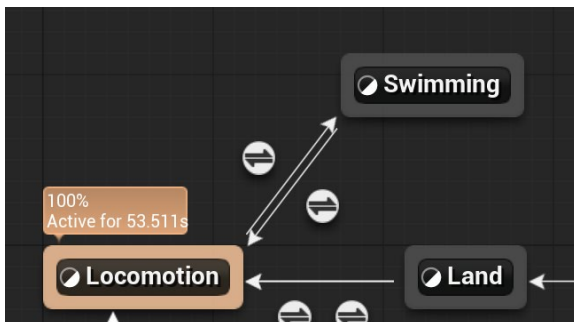 Swimming
100%
Active for 53.511s
Locomotion
Land